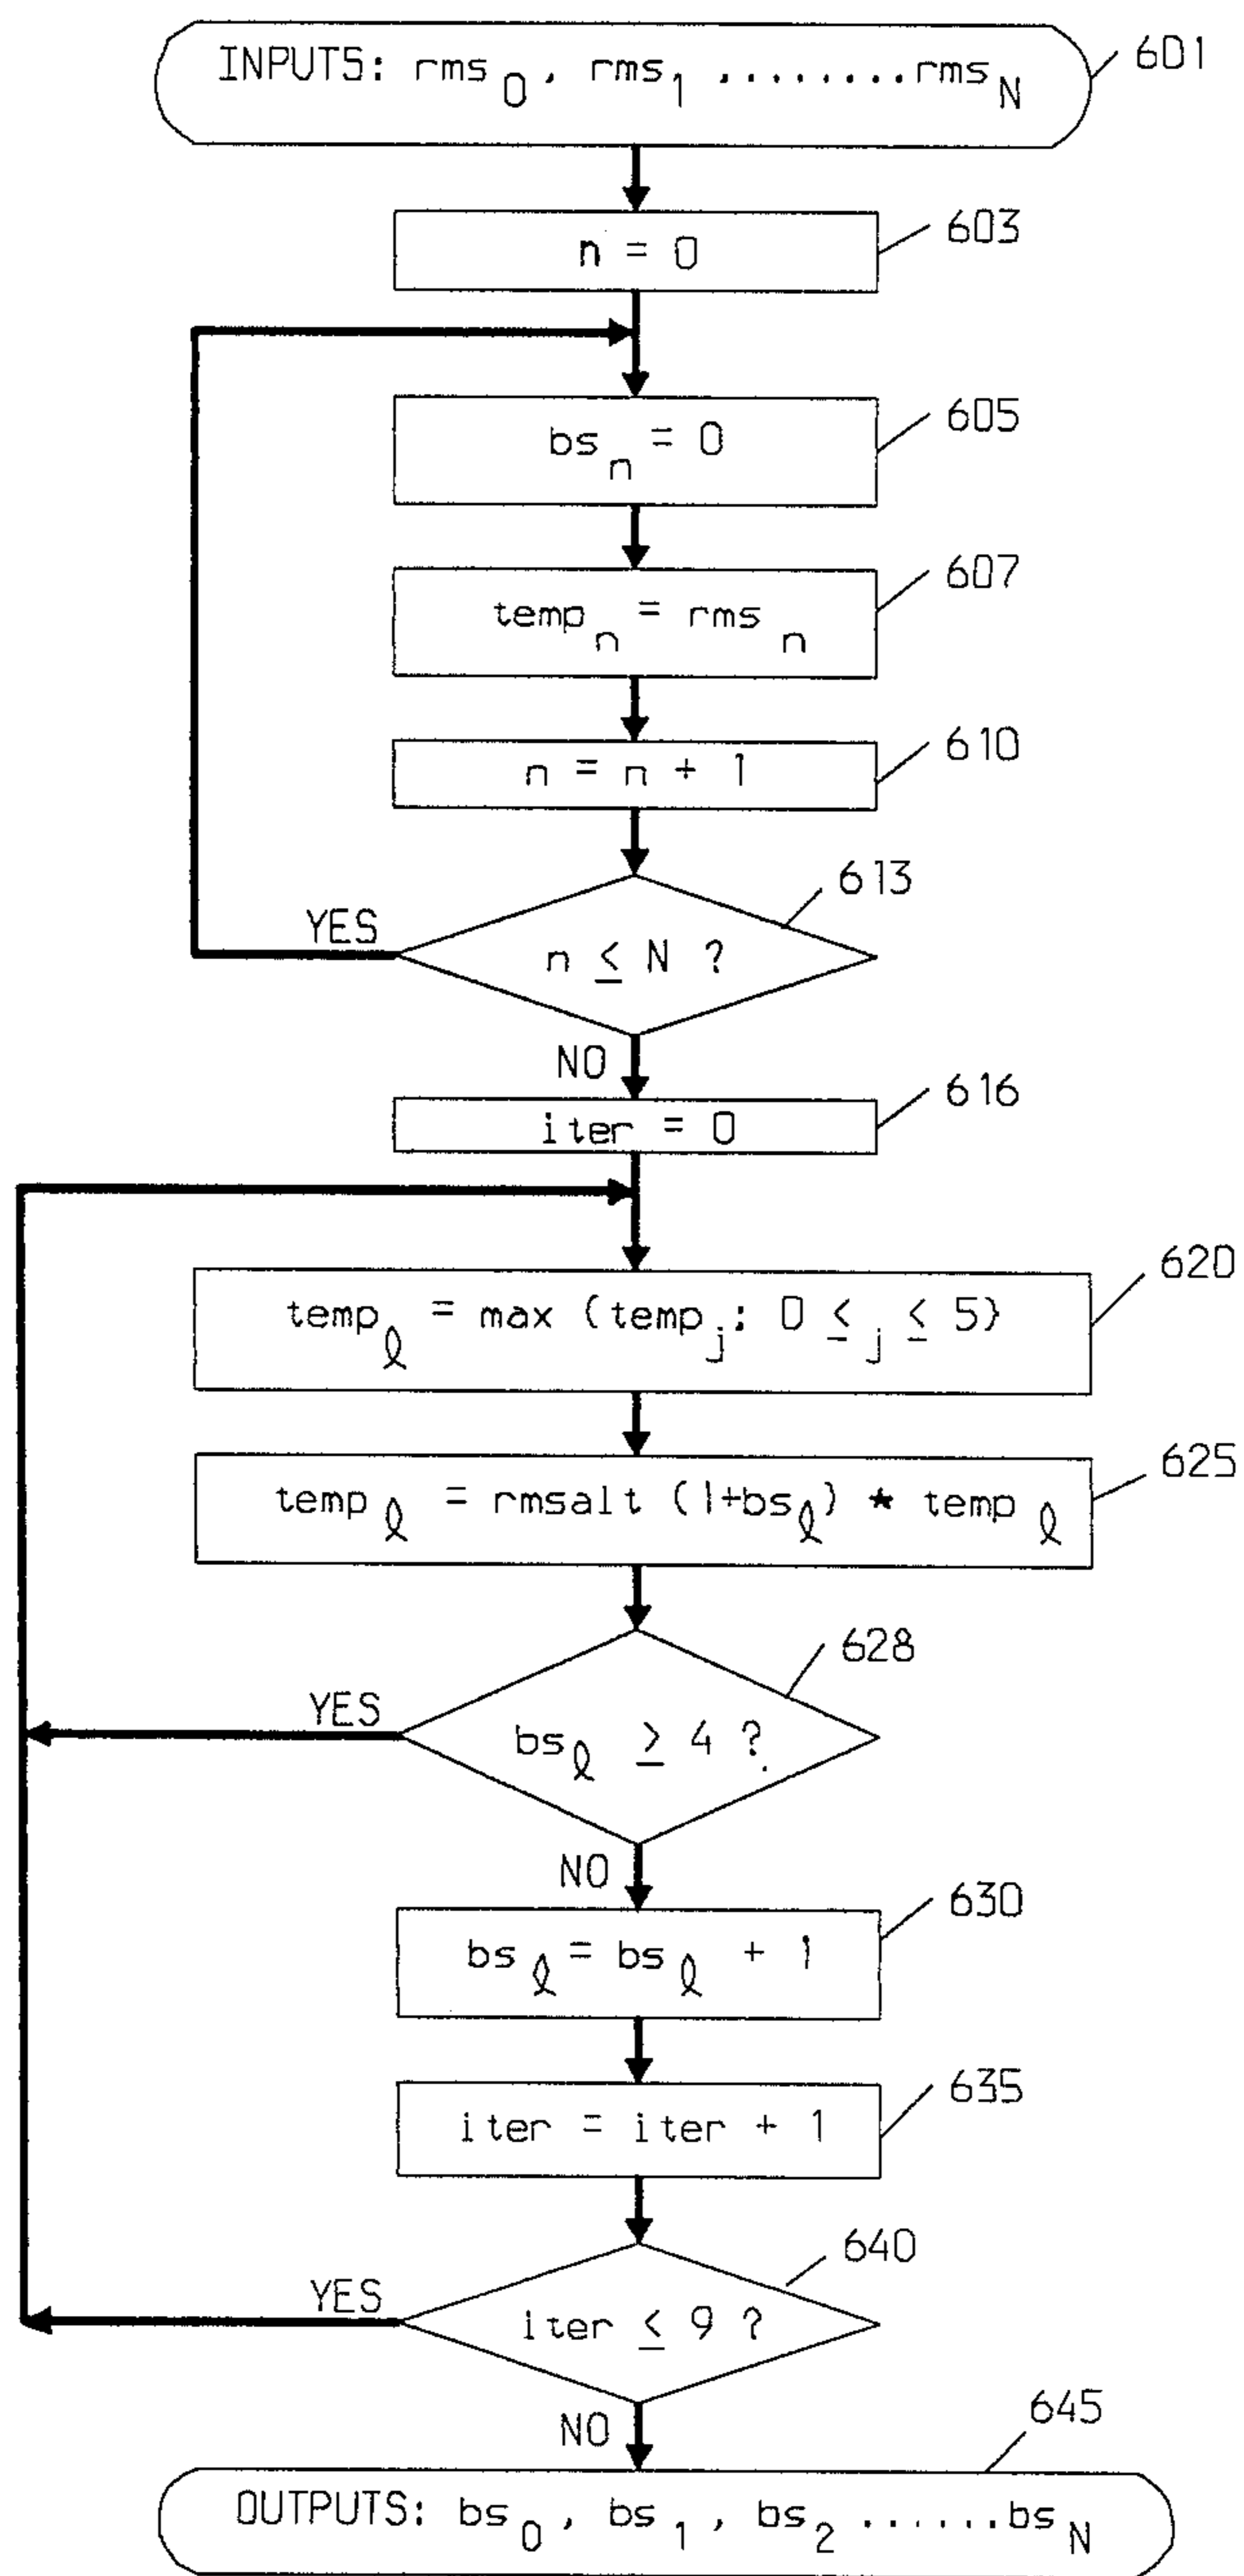 INPUTS: rms0, rms1 ,........rmsN
601
n = 0
603
bsn = 0
605
tempn = rms n
607
n = n + 1
610
613
YES
n ≤ N ?
NO
iter = 0
616
templ = max (tempj: 0 ≤ j ≤ 5)
620
templ = rmsalt (1+bsl) * templ
625
628
YES
bsl ≥ 4 ?
NO
bsl = bsl + 1
630
iter = iter + 1
635
640
YES
iter ≤ 9 ?
NO
645
OUTPUTS: bs0, bs1, bs2 ......bsN